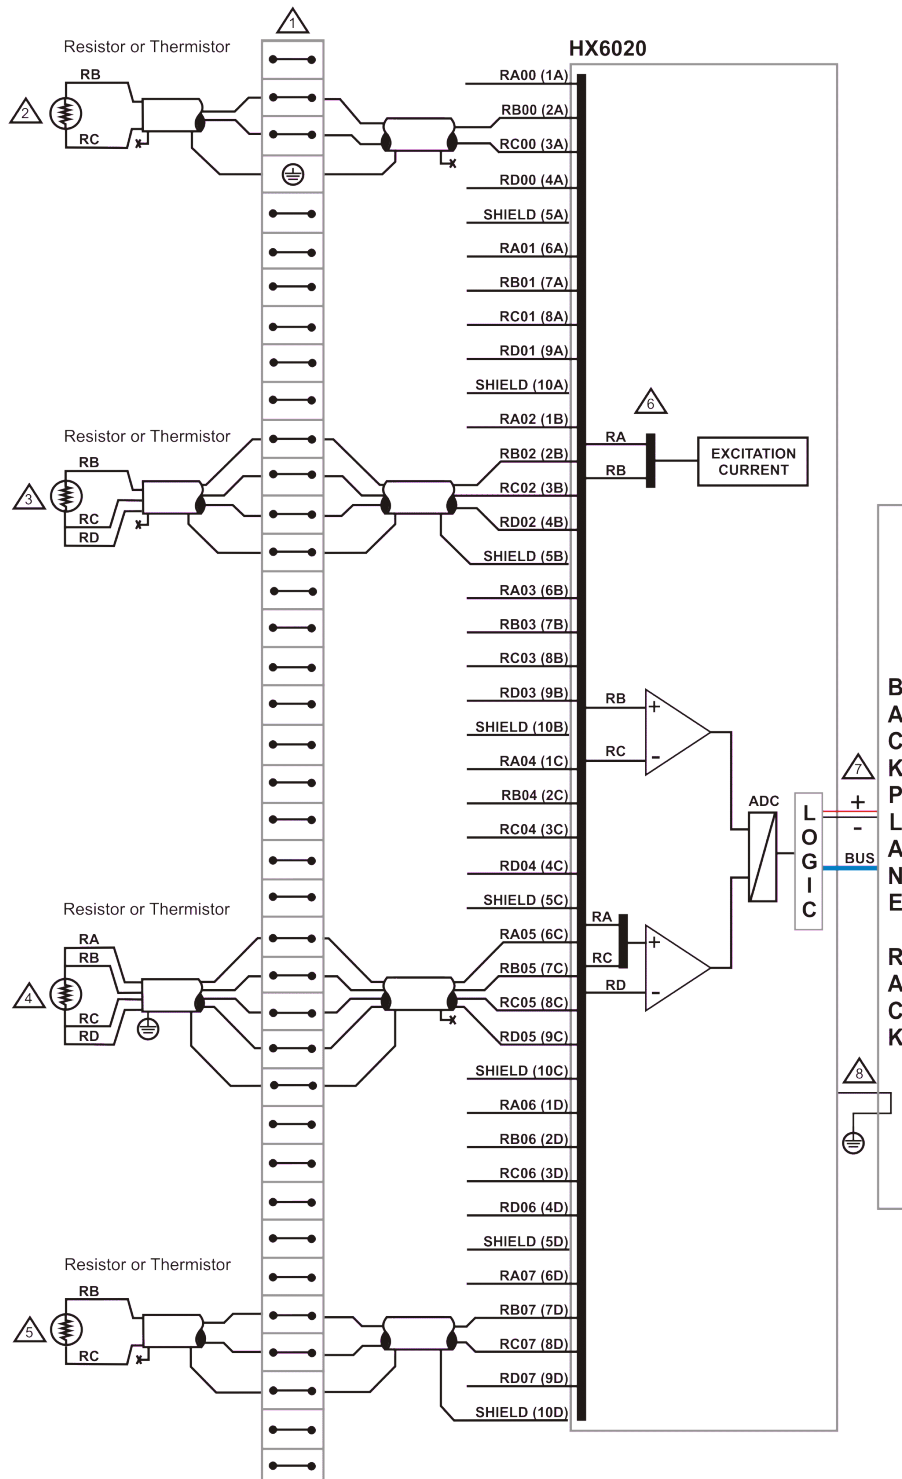 1
HX6020
Resistor or Thermistor
RB
2
RC
RA00 (1A)
RB00 (2A)
RC00 (3A)
RD00 (4A)
SHIELD (5A)
RA01 (6A)
RB01 (7A)
RC01 (8A)
RD01 (9A)
SHIELD (10A)
RA02 (1B)
RB02 (2B)
RC02 (3B)
RD02 (4B)
SHIELD (5B)
RA03 (6B)
RB03 (7B)
RC03 (8B)
RD03 (9B)
SHIELD (10B)
RA04 (1C)
RB04 (2C)
RC04 (3C)
RD04 (4C)
SHIELD (5C)
RA05 (6C)
RB05 (7C)
RC05 (8C)
RD05 (9C)
SHIELD (10C)
RA06 (1D)
RB06 (2D)
RC06 (3D)
RD06 (4D)
SHIELD (5D)
RA07 (6D)
RB07 (7D)
RC07 (8D)
RD07 (9D)
SHIELD (10D)
Resistor or Thermistor
RB
3
RC
RD
Resistor or Thermistor
RA
RB
4
RC
RD
Resistor or Thermistor
RB
5
RC
6
RA
RB
EXCITATION
CURRENT
RB
+
RC
-
RA
RC
+
RD
-
ADC
LOGIC
7
+
-
BUS
8
BACKPLANE RACK